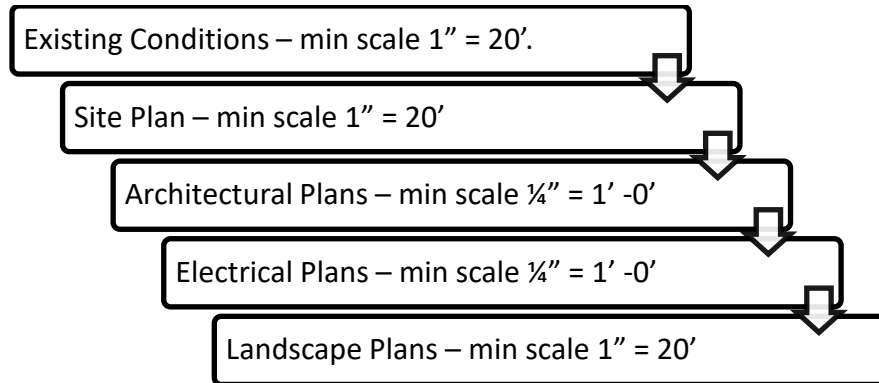 Existing Conditions – min scale 1” = 20’.
Site Plan – min scale 1” = 20’
Architectural Plans – min scale ¼” = 1’ -0’
Electrical Plans – min scale ¼” = 1’ -0’
Landscape Plans – min scale 1” = 20’